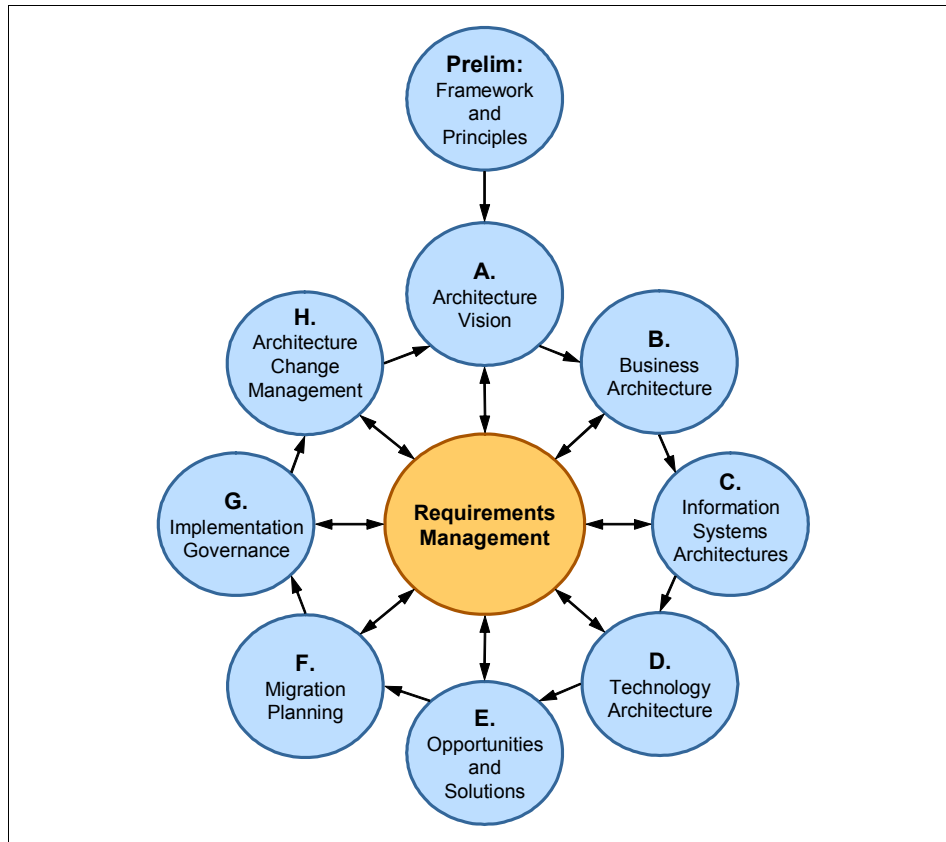 Prelim:
Framework
and
Principles
A.
Architecture
Vision
B.
Business
Architecture
C.
Information
Systems
Architectures
D.
Technology
Architecture
E.
Opportunities
and
Solutions
F.
Migration
Planning
G.
Implementation
Governance
H.
Architecture
Change
Management
Requirements
Management